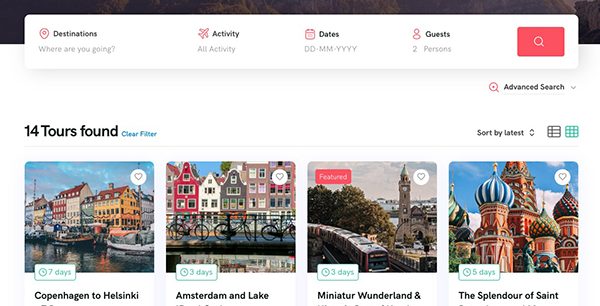 Destinations
Where are you going?
Activity
All Activity
Dates
DD-MM-YYYY
Guests
2 Persons
Advanced Search
14 Tours found Clear Filter
Sort by latest
Featured
7 days
3 days
3 days
5 days
Copenhagen to Helsinki
Amsterdam and Lake
Miniatur Wunderland &
The Splendour of Saint